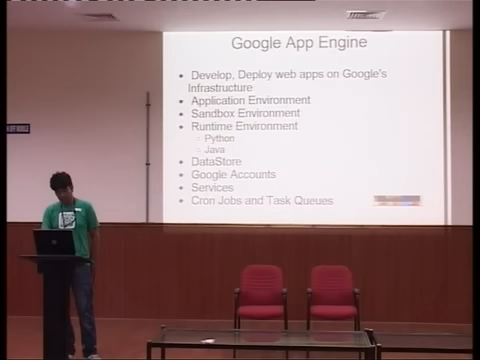 Google App Engine
• Develop, Deploy web apps on Google's
Infrastructure
• Application Environment
• Sandbox Environment
• Runtime Environment
○ Python
○ Java
• DataStore
• Google Accounts
• Services
• Cron Jobs and Task Queues